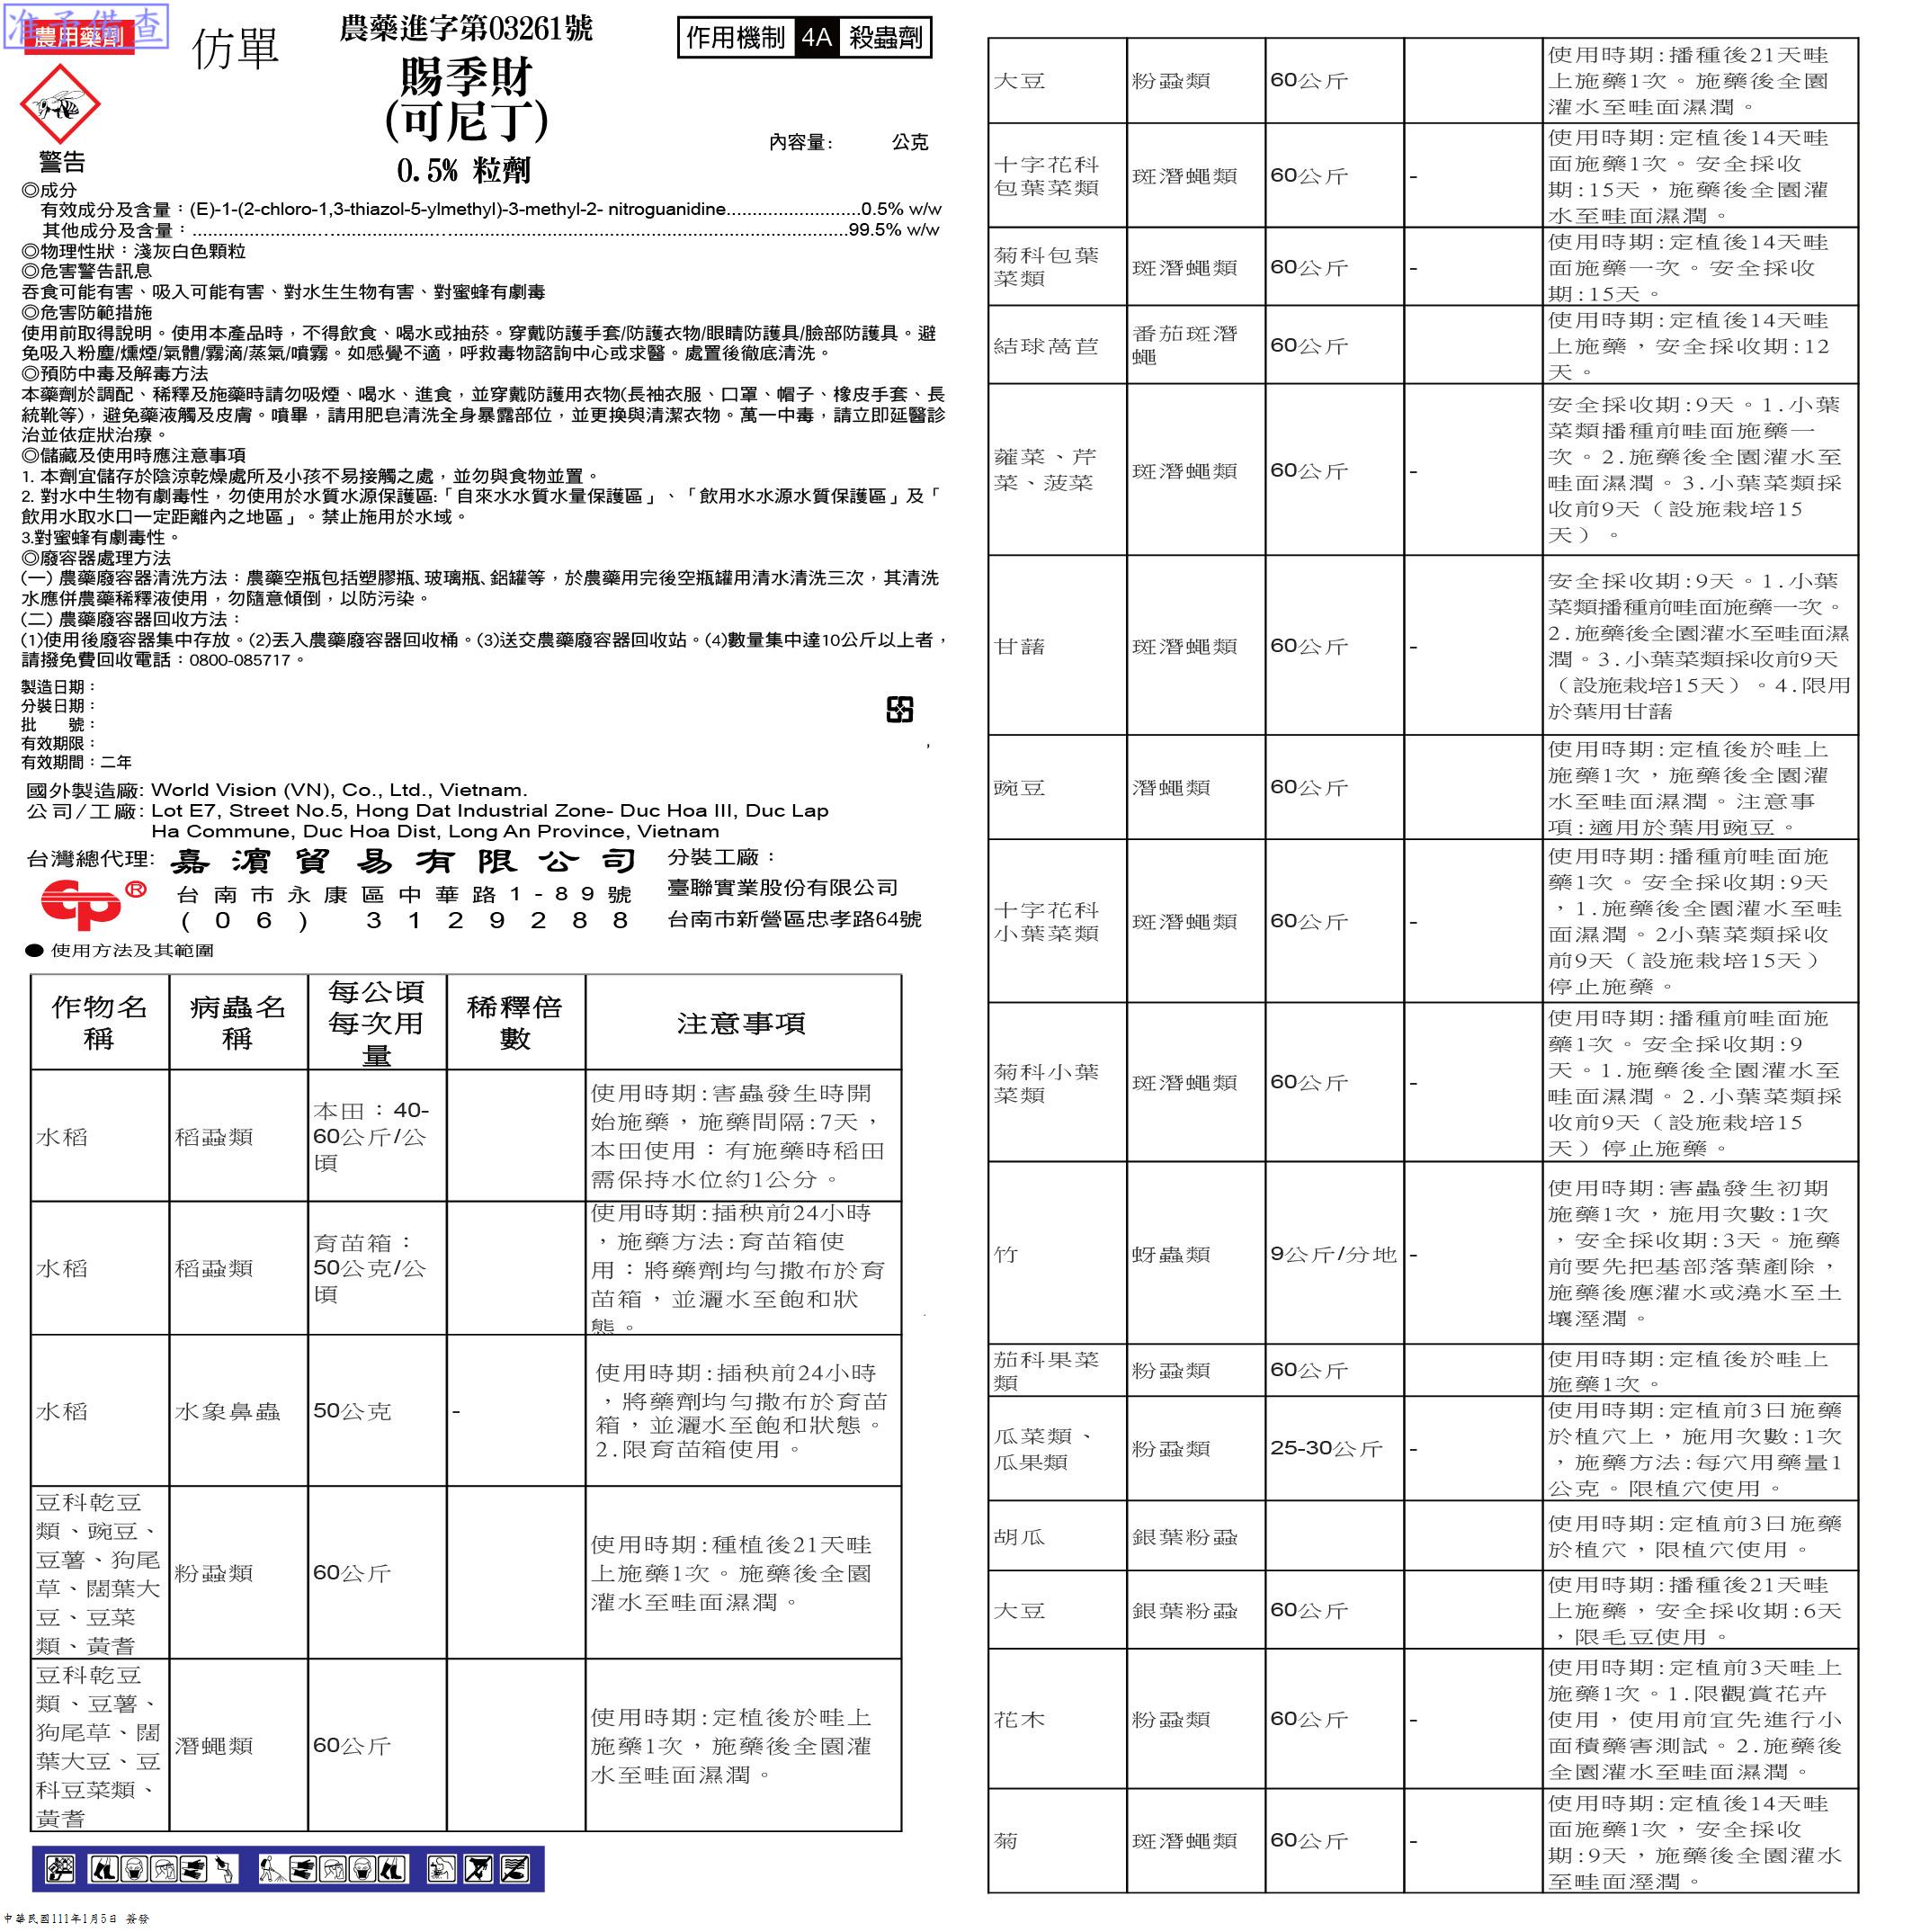 准予備查
農用藥劑
仿單
農藥進字第03261號
作用機制 4A 殺蟲劑
賜季財
(可尼丁)
0.5% 粒劑
內容量: 公克
警告
◎成分
有效成分及含量：(E)-1-(2-chloro-1,3-thiazol-5-ylmethyl)-3-methyl-2- nitroguanidine..........................0.5% w/w
其他成分及含量：................................................................................................................99.5% w/w
◎物理性狀：淺灰白色顆粒
◎危害警告訊息
吞食可能有害、吸入可能有害、對水生生物有害、對蜜蜂有劇毒
◎危害防範措施
使用前取得說明。使用本產品時，不得飲食、喝水或抽菸。穿戴防護手套/防護衣物/眼睛防護具/臉部防護具。避
免吸入粉塵/燻煙/氣體/霧滴/蒸氣/噴霧。如感覺不適，呼救毒物諮詢中心或求醫。處置後徹底清洗。
◎預防中毒及解毒方法
本藥劑於調配、稀釋及施藥時請勿吸煙、喝水、進食，並穿戴防護用衣物(長袖衣服、口罩、帽子、橡皮手套、長
統靴等)，避免藥液觸及皮膚。噴畢，請用肥皂清洗全身暴露部位，並更換與清潔衣物。萬一中毒，請立即延醫診
治並依症狀治療。
◎儲藏及使用時應注意事項
1. 本劑宜儲存於陰涼乾燥處所及小孩不易接觸之處，並勿與食物並置。
2. 對水中生物有劇毒性，勿使用於水質水源保護區:「自來水水質水量保護區」、「飲用水水源水質保護區」及「
飲用水取水口一定距離內之地區」。禁止施用於水域。
3.對蜜蜂有劇毒性。
◎廢容器處理方法
(一) 農藥廢容器清洗方法：農藥空瓶包括塑膠瓶、玻璃瓶、鋁罐等，於農藥用完後空瓶罐用清水清洗三次，其清洗
水應併農藥稀釋液使用，勿隨意傾倒，以防污染。
(二) 農藥廢容器回收方法：
(1)使用後廢容器集中存放。(2)丟入農藥廢容器回收桶。(3)送交農藥廢容器回收站。(4)數量集中達10公斤以上者，
請撥免費回收電話：0800-085717。
製造日期：
分裝日期：
批　　號：
有效期限：
有效期間：二年
國外製造廠: World Vision (VN), Co., Ltd., Vietnam.
公司/工廠: Lot E7, Street No.5, Hong Dat Industrial Zone- Duc Hoa III, Duc Lap
Ha Commune, Duc Hoa Dist, Long An Province, Vietnam
台灣總代理: 嘉濱貿易有限公司
CP®
台南市永康區中華路1-89號
(06) 3129288
分裝工廠：
臺聯實業股份有限公司
台南市新營區忠孝路64號
● 使用方法及其範圍
作物名稱 病蟲名稱 每公頃每次用量 稀釋倍數 注意事項
水稻 稻蝨類 本田：40-60公斤/公頃 使用時期:害蟲發生時開
始施藥，施藥間隔:7天，
本田使用：有施藥時稻田
需保持水位約1公分。
水稻 稻蝨類 育苗箱：50公克/公頃 使用時期:插秧前24小時
，施藥方法:育苗箱使
用：將藥劑均勻撒布於育
苗箱，並灑水至飽和狀
態。
水稻 水象鼻蟲 50公克 - 使用時期:插秧前24小時
，將藥劑均勻撒布於育苗
箱，並灑水至飽和狀態。
2.限育苗箱使用。
豆科乾豆
類、豌豆、
豆薯、狗尾
草、闊葉大
豆、豆菜
類、黃耆
粉蝨類 60公斤 使用時期:種植後21天畦
上施藥1次。施藥後全園
灌水至畦面濕潤。
豆科乾豆
類、豆薯、
狗尾草、闊
葉大豆、豆
科豆菜類、
黃耆
潛蠅類 60公斤 使用時期:定植後於畦上
施藥1次，施藥後全園灌
水至畦面濕潤。
中華民國111年1月5日 簽發
大豆 粉蝨類 60公斤 使用時期:播種後21天畦
上施藥1次。施藥後全園
灌水至畦面濕潤。
十字花科
包葉菜類 斑潛蠅類 60公斤 - 使用時期:定植後14天畦
面施藥1次。安全採收
期:15天，施藥後全園灌
水至畦面濕潤。
菊科包葉
菜類 斑潛蠅類 60公斤 - 使用時期:定植後14天畦
面施藥一次。安全採收
期:15天。
結球萵苣 番茄斑潛
蠅 60公斤 使用時期:定植後14天畦
上施藥，安全採收期:12
天。
蕹菜、芹
菜、菠菜 斑潛蠅類 60公斤 - 安全採收期:9天。1.小葉
菜類播種前畦面施藥一
次。2.施藥後全園灌水至
畦面濕潤。3.小葉菜類採
收前9天（設施栽培15
天）。
甘藷 斑潛蠅類 60公斤 - 安全採收期:9天。1.小葉
菜類播種前畦面施藥一次。
2.施藥後全園灌水至畦面濕
潤。3.小葉菜類採收前9天
（設施栽培15天）。4.限用
於葉用甘藷
豌豆 潛蠅類 60公斤 使用時期:定植後於畦上
施藥1次，施藥後全園灌
水至畦面濕潤。注意事
項:適用於葉用豌豆。
十字花科
小葉菜類 斑潛蠅類 60公斤 - 使用時期:播種前畦面施
藥1次。安全採收期:9天
，1.施藥後全園灌水至畦
面濕潤。2小葉菜類採收
前9天（設施栽培15天）
停止施藥。
菊科小葉
菜類 斑潛蠅類 60公斤 - 使用時期:播種前畦面施
藥1次。安全採收期:9
天。1.施藥後全園灌水至
畦面濕潤。2.小葉菜類採
收前9天（設施栽培15
天）停止施藥。
竹 蚜蟲類 9公斤/分地 - 使用時期:害蟲發生初期
施藥1次，施用次數:1次
，安全採收期:3天。施藥
前要先把基部落葉剷除，
施藥後應灌水或澆水至土
壤溼潤。
茄科果菜
類 粉蝨類 60公斤 使用時期:定植後於畦上
施藥1次。
瓜菜類、
瓜果類 粉蝨類 25-30公斤 - 使用時期:定植前3日施藥
於植穴上，施用次數:1次
，施藥方法:每穴用藥量1
公克。限植穴使用。
胡瓜 銀葉粉蝨 使用時期:定植前3日施藥
於植穴，限植穴使用。
大豆 銀葉粉蝨 60公斤 使用時期:播種後21天畦
上施藥，安全採收期:6天
，限毛豆使用。
花木 粉蝨類 60公斤 - 使用時期:定植前3天畦上
施藥1次。1.限觀賞花卉
使用，使用前宜先進行小
面積藥害測試。2.施藥後
全園灌水至畦面濕潤。
菊 斑潛蠅類 60公斤 - 使用時期:定植後14天畦
面施藥1次，安全採收
期:9天，施藥後全園灌水
至畦面溼潤。